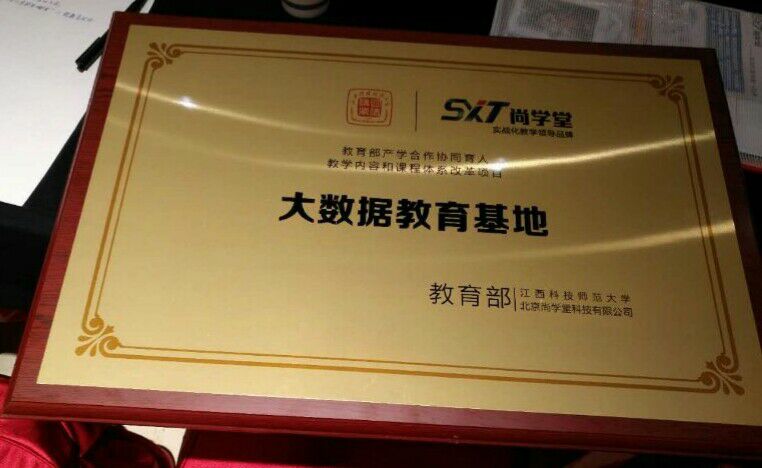 SXT 尚学堂
实战化教学领导品牌
教育部产学合作协同育人
教学内容和课程体系改革项目
大数据教育基地
教育部
江西科技师范大学
北京尚学堂科技有限公司